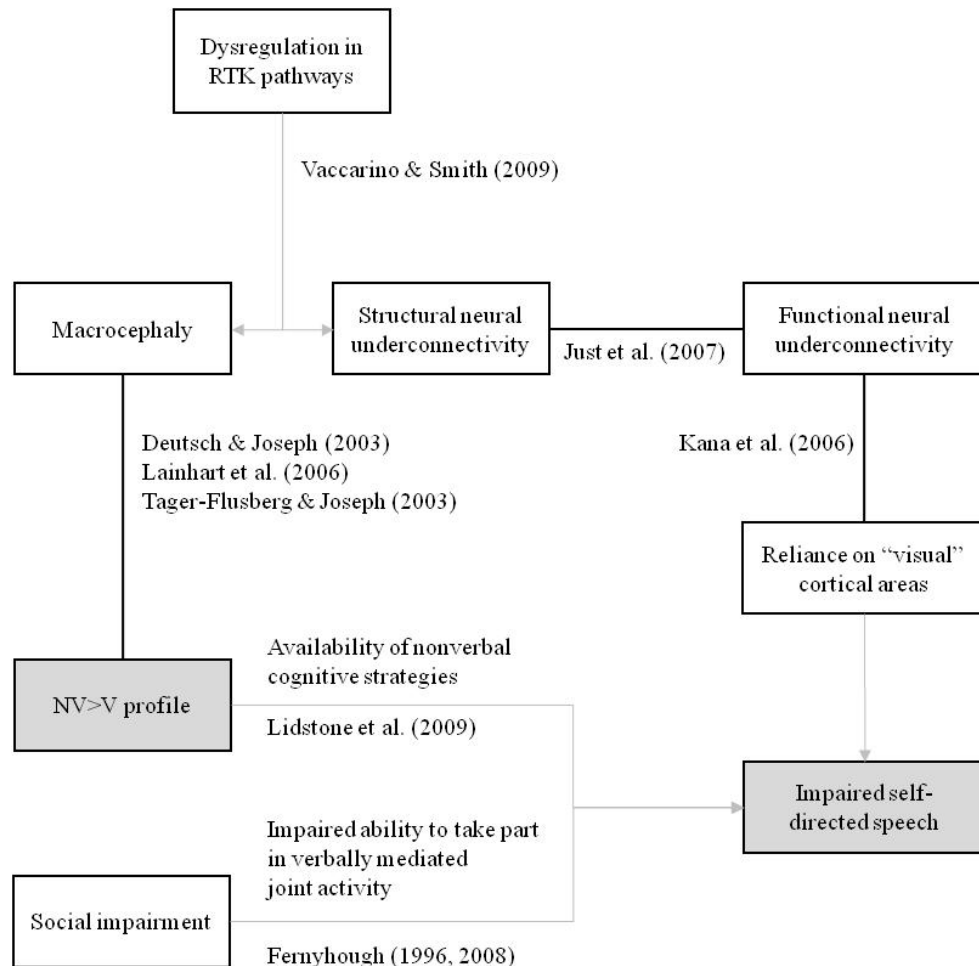 Dysregulation in
RTK pathways
Vaccarino & Smith (2009)
Macrocephaly
Structural neural
underconnectivity
Just et al. (2007)
Functional neural
underconnectivity
Deutsch & Joseph (2003)
Lainhart et al. (2006)
Tager-Flusberg & Joseph (2003)
Kana et al. (2006)
Reliance on “visual”
cortical areas
NV>V profile
Availability of nonverbal
cognitive strategies
Lidstone et al. (2009)
Impaired self-
directed speech
Impaired ability to take part
in verbally mediated
joint activity
Social impairment
Fernyhough (1996, 2008)